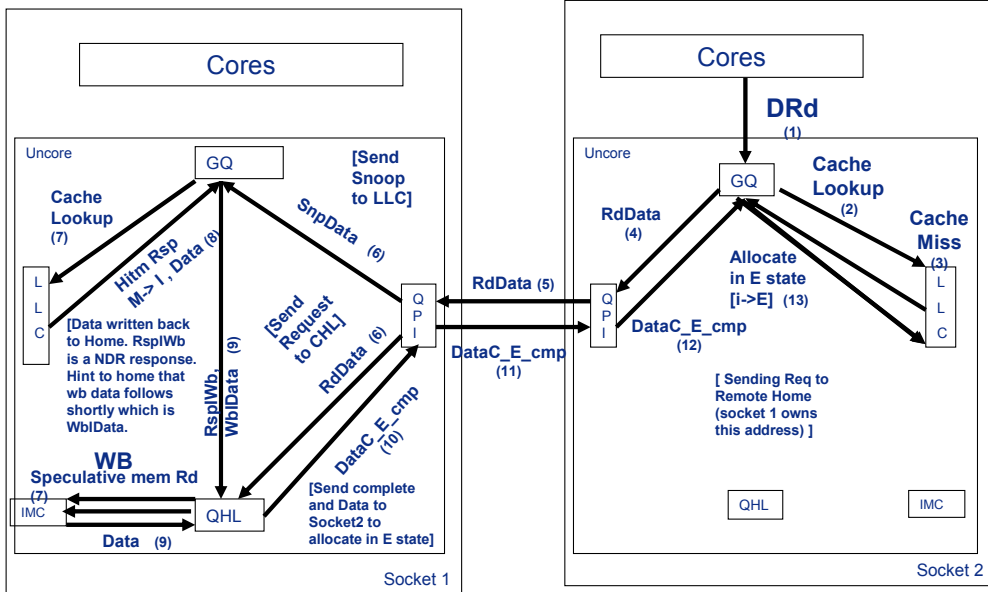 Cores
Uncore
GQ
[Send
Snoop
to LLC]
Cache
Lookup
(7)
SnpData
(6)
Hitm Rsp
M-> I , Data (8)
L
L
C
[Data written back
to Home. RspIWb
is a NDR response.
Hint to home that
wb data follows
shortly which is
WbIData.
RspIWb,
WbIData
(9)
[Send
Request
to CHL]
RdData (6)
Q
P
I
DataC_E_cmp
(10)
WB
Speculative mem Rd
(7)
IMC
QHL
Data (9)
[Send complete
and Data to
Socket2 to
allocate in E state]
Socket 1
RdData (5)
DataC_E_cmp
(11)
Cores
DRd
(1)
Uncore
GQ
Cache
Lookup
(2)
Cache
Miss
(3)
RdData
(4)
Allocate
in E state
[i->E] (13)
Q
P
I
L
L
C
DataC_E_cmp
(12)
[ Sending Req to
Remote Home
(socket 1 owns
this address) ]
QHL
IMC
Socket 2